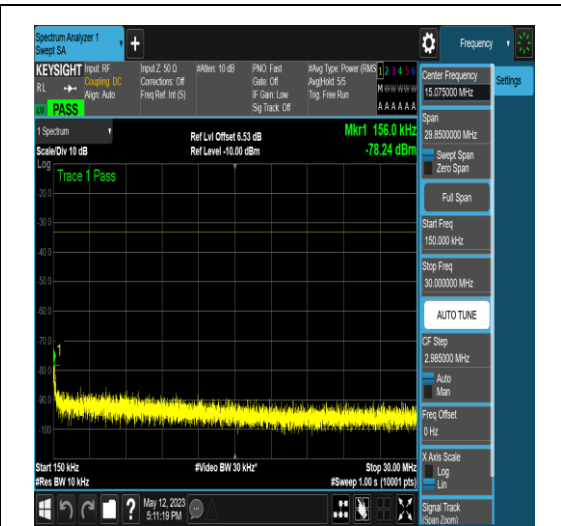 Spectrum Analyzer 1
Swept SA
+
Frequency
KEYSIGHT
Input: RF
Coupling: DC
Align: Auto
RL
PASS
Input Z: 50 Ω
Corrections: Off
Freq Ref: Int (S)
#Atten: 10 dB
PNO: Fast
Gate: Off
IF Gain: Low
Sig Track: Off
#Avg Type: Power (RMS
Avg|Hold: 5/5
Trig: Free Run
1 2 3 4 5 6
M W W W W W
A A A A A A
1 Spectrum
Scale/Div 10 dB
Ref Lvl Offset 6.53 dB
Ref Level -10.00 dBm
Mkr1 156.0 kHz
-78.24 dBm
Log
Trace 1 Pass
-20.0
-30.0
-40.0
-50.0
-60.0
-70.0
-80.0
-90.0
-100
1
Start 150 kHz
#Res BW 10 kHz
#Video BW 30 kHz*
Stop 30.00 MHz
#Sweep 1.00 s (10001 pts)
?
May 12, 2023
5:11:19 PM
Center Frequency
15.075000 MHz
Settings
Span
29.8500000 MHz
Swept Span
Zero Span
Full Span
Start Freq
150.000 kHz
Stop Freq
30.000000 MHz
AUTO TUNE
CF Step
2.985000 MHz
Auto
Man
Freq Offset
0 Hz
X Axis Scale
Log
Lin
Signal Track
(Span Zoom)